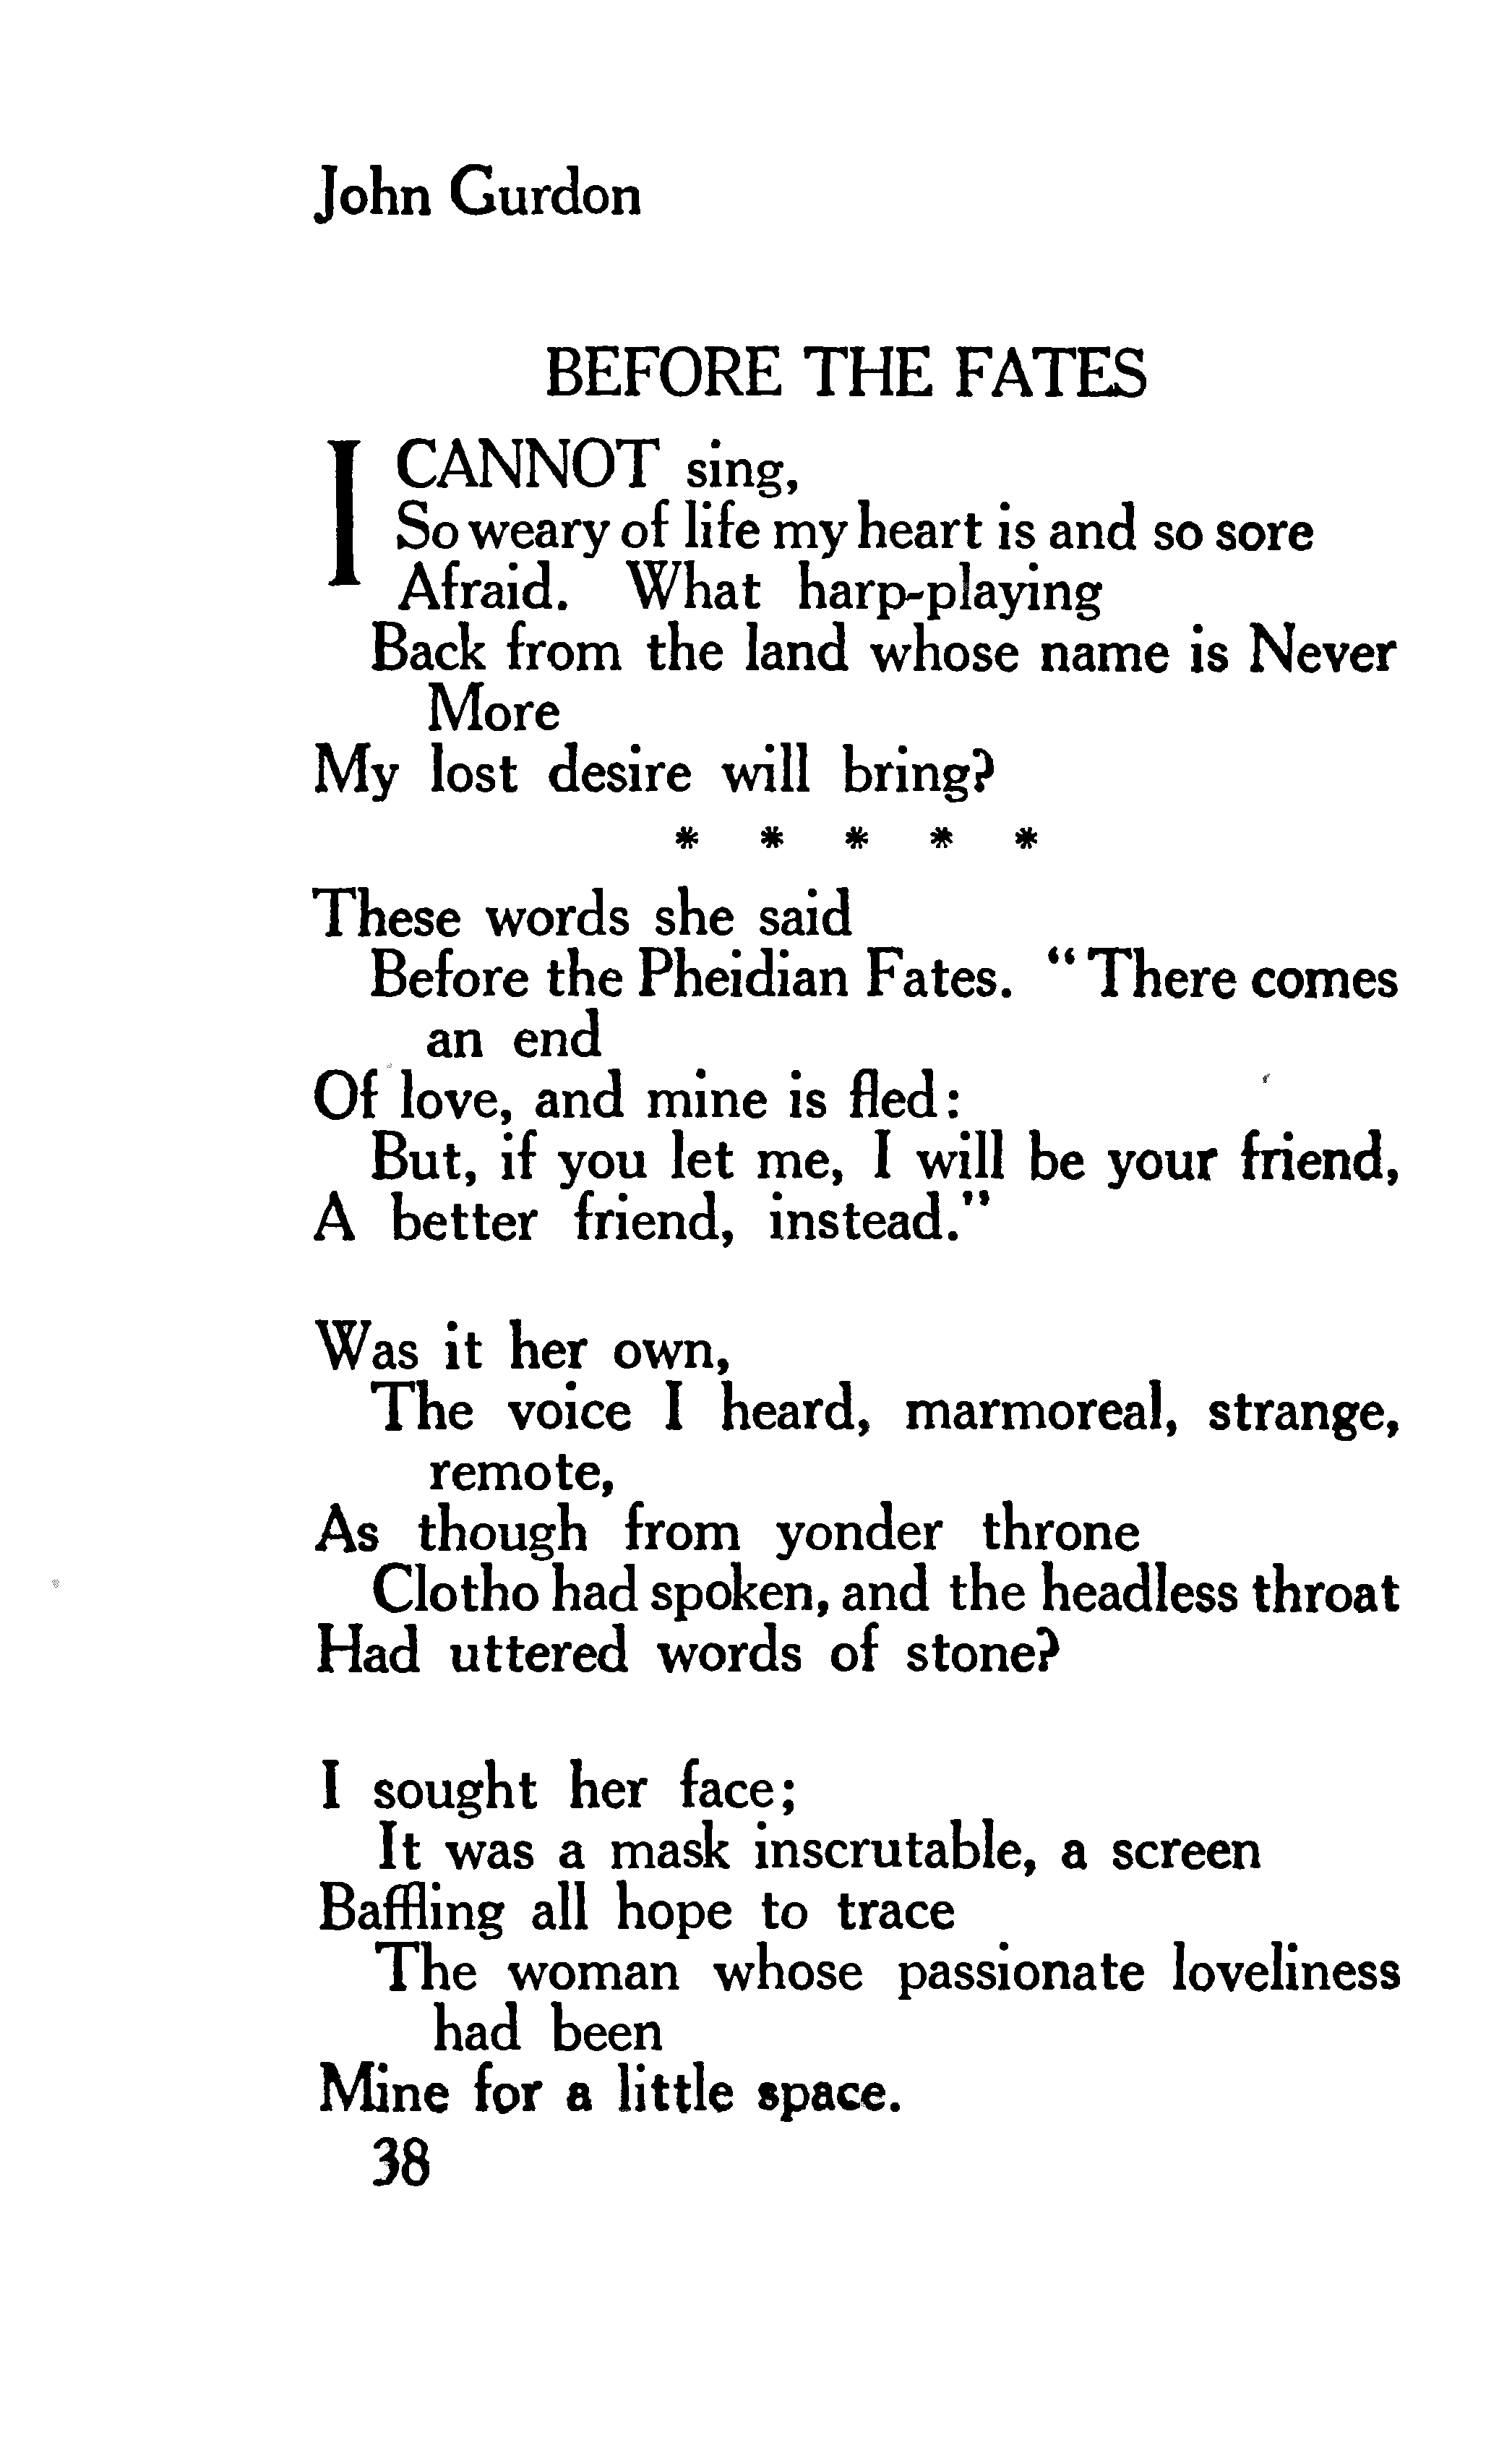 John Gurdon
BEFORE THE FATES
I CANNOT sing,
So weary of life my heart is and so sore
Afraid. What harp-playing
Back from the land whose name is Never
More
My lost desire will bring?
* * * * *
These words she said
Before the Pheidian Fates. "There comes
an end
Of love, and mine is fled:
But, if you let me, I will be your friend,
A better friend, instead."
Was it her own,
The voice I heard, marmoreal, strange,
remote,
As though from yonder throne
Clotho had spoken, and the headless throat
Had uttered words of stone?
I sought her face;
It was a mask inscrutable, a screen
Baffling all hope to trace
The woman whose passionate loveliness
had been
Mine for a little space.
38